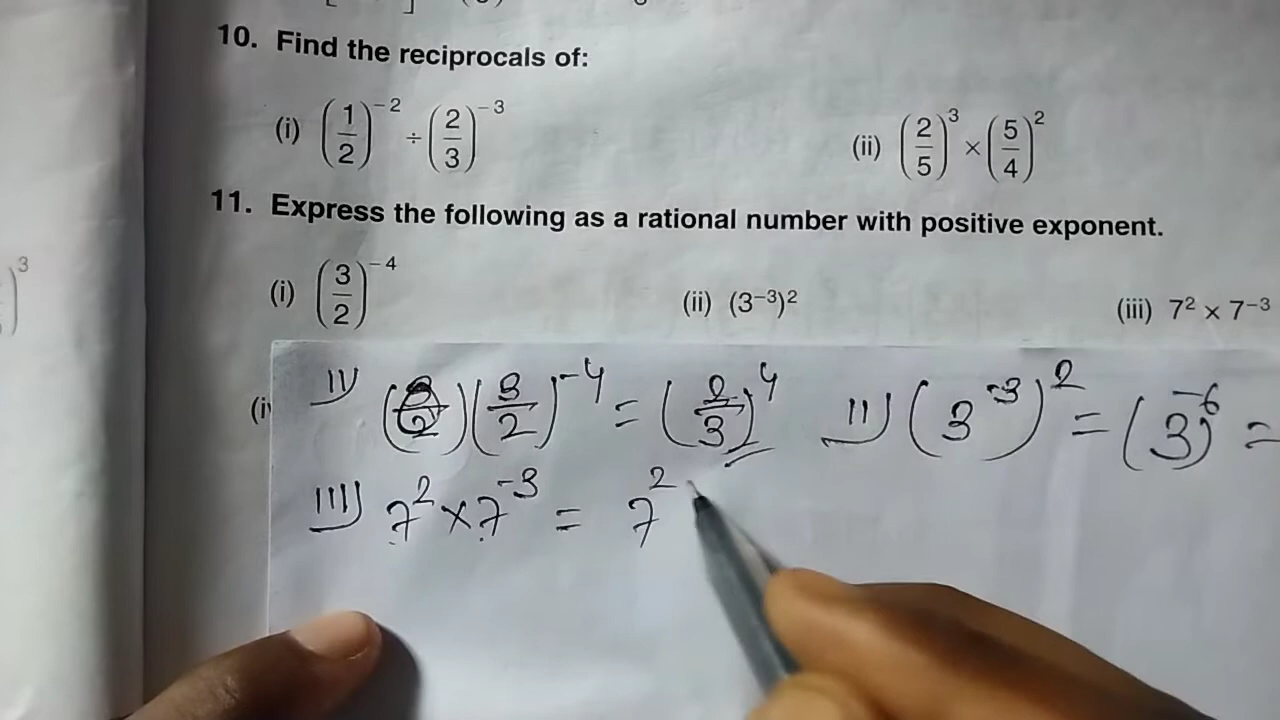 10. Find the reciprocals of:
(i) (1/2)^-2 ÷ (2/3)^-3 (ii) (2/5)^3 × (5/4)^2
11. Express the following as a rational number with positive exponent.
(i) (3/2)^-4 (ii) (3^-3)^2 (iii) 7^2 × 7^-3
(3/2)^-4 = (2/3)^4 II) (3^-3)^2 = (3)^-6 =
III) 7^2 × 7^-3 = 7^2